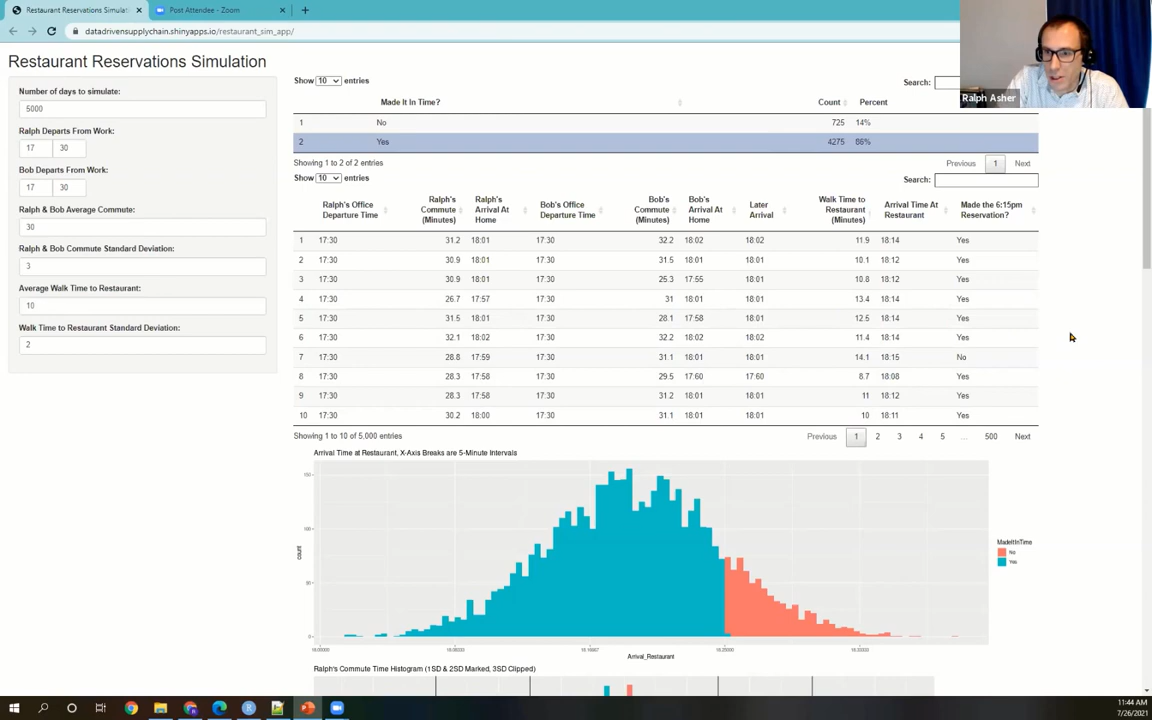 Restaurant Reservations Simulati
Post Attendee - Zoom
datadrivensupplychain.shinyapps.io/restaurant_sim_app/
Ralph Asher
Restaurant Reservations Simulation
Number of days to simulate:
5000
Ralph Departs From Work:
17 30
Bob Departs From Work:
17 30
Ralph & Bob Average Commute:
30
Ralph & Bob Commute Standard Deviation:
3
Average Walk Time to Restaurant:
10
Walk Time to Restaurant Standard Deviation:
2
Show 10 entries
Search:
Made It In Time? Count Percent
1 No 725 14%
2 Yes 4275 86%
Showing 1 to 2 of 2 entries
Previous 1 Next
Show 10 entries
Search:
Ralph's Office Departure Time Ralph's Commute (Minutes) Ralph's Arrival At Home Bob's Office Departure Time Bob's Commute (Minutes) Bob's Arrival At Home Later Arrival Walk Time to Restaurant (Minutes) Arrival Time At Restaurant Made the 6:15pm Reservation?
1 17:30 31.2 18:01 17:30 32.2 18:02 18:02 11.9 18:14 Yes
2 17:30 30.9 18:01 17:30 31.5 18:01 18:01 10.1 18:12 Yes
3 17:30 30.9 18:01 17:30 25.3 17:55 18:01 10.8 18:12 Yes
4 17:30 26.7 17:57 17:30 31 18:01 18:01 13.4 18:14 Yes
5 17:30 31.5 18:01 17:30 28.1 17:58 18:01 12.5 18:14 Yes
6 17:30 32.1 18:02 17:30 32.2 18:02 18:02 11.4 18:14 Yes
7 17:30 28.8 17:59 17:30 31.1 18:01 18:01 14.1 18:15 No
8 17:30 28.3 17:58 17:30 29.5 17:60 17:60 8.7 18:08 Yes
9 17:30 28.3 17:58 17:30 31.2 18:01 18:01 11 18:12 Yes
10 17:30 30.2 18:00 17:30 31.1 18:01 18:01 10 18:11 Yes
Showing 1 to 10 of 5,000 entries
Previous 1 2 3 4 5 … 500 Next
Arrival Time at Restaurant, X-Axis Breaks are 5-Minute Intervals
150
100
50
0
count
Arrival_Restaurant
MadeItInTime
No
Yes
Ralph's Commute Time Histogram (1SD & 2SD Marked, 3SD Clipped)
11:44 AM
7/26/2021